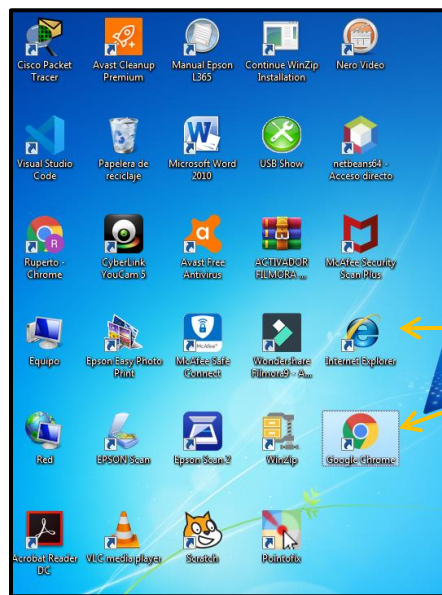 Cisco Packet Tracer
Avast Cleanup Premium
Manual Epson L365
Continue WinZip Installation
Nero Video
Visual Studio Code
Papelera de reciclaje
Microsoft Word 2010
USB Show
netbeans64 - Acceso directo
Ruperto - Chrome
CyberLink YouCam 5
Avast Free Antivirus
ACTIVADOR FILMORA ...
McAfee Security Scan Plus
Equipo
Epson Easy Photo Print
McAfee Safe Connect
Wondershare Filmora9 - A...
Internet Explorer
Red
EPSON Scan
Epson Scan 2
WinZip
Google Chrome
Acrobat Reader DC
VLC media player
Scratch
Pointofix